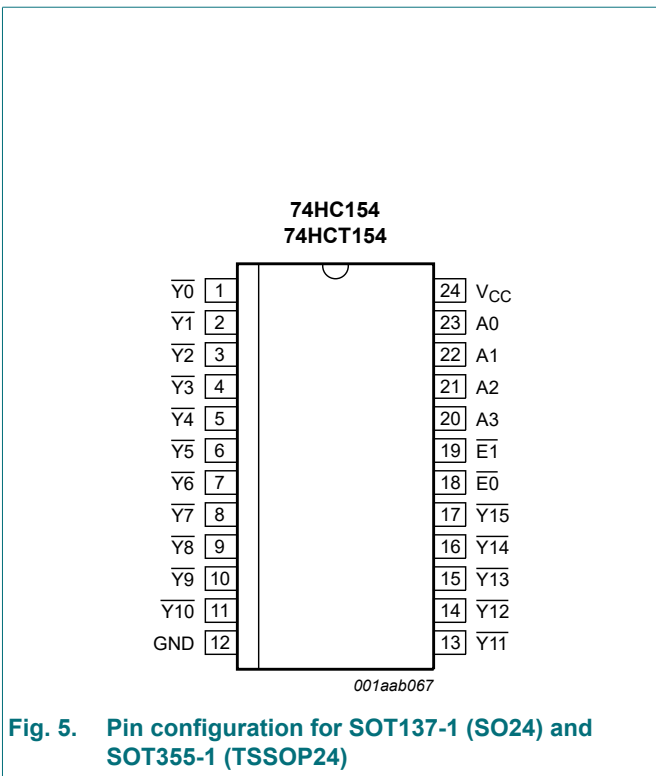 74HC154
74HCT154
Y0 1 24 VCC
Y1 2 23 A0
Y2 3 22 A1
Y3 4 21 A2
Y4 5 20 A3
Y5 6 19 E1
Y6 7 18 E0
Y7 8 17 Y15
Y8 9 16 Y14
Y9 10 15 Y13
Y10 11 14 Y12
GND 12 13 Y11
001aab067
Fig. 5. Pin configuration for SOT137-1 (SO24) and
SOT355-1 (TSSOP24)